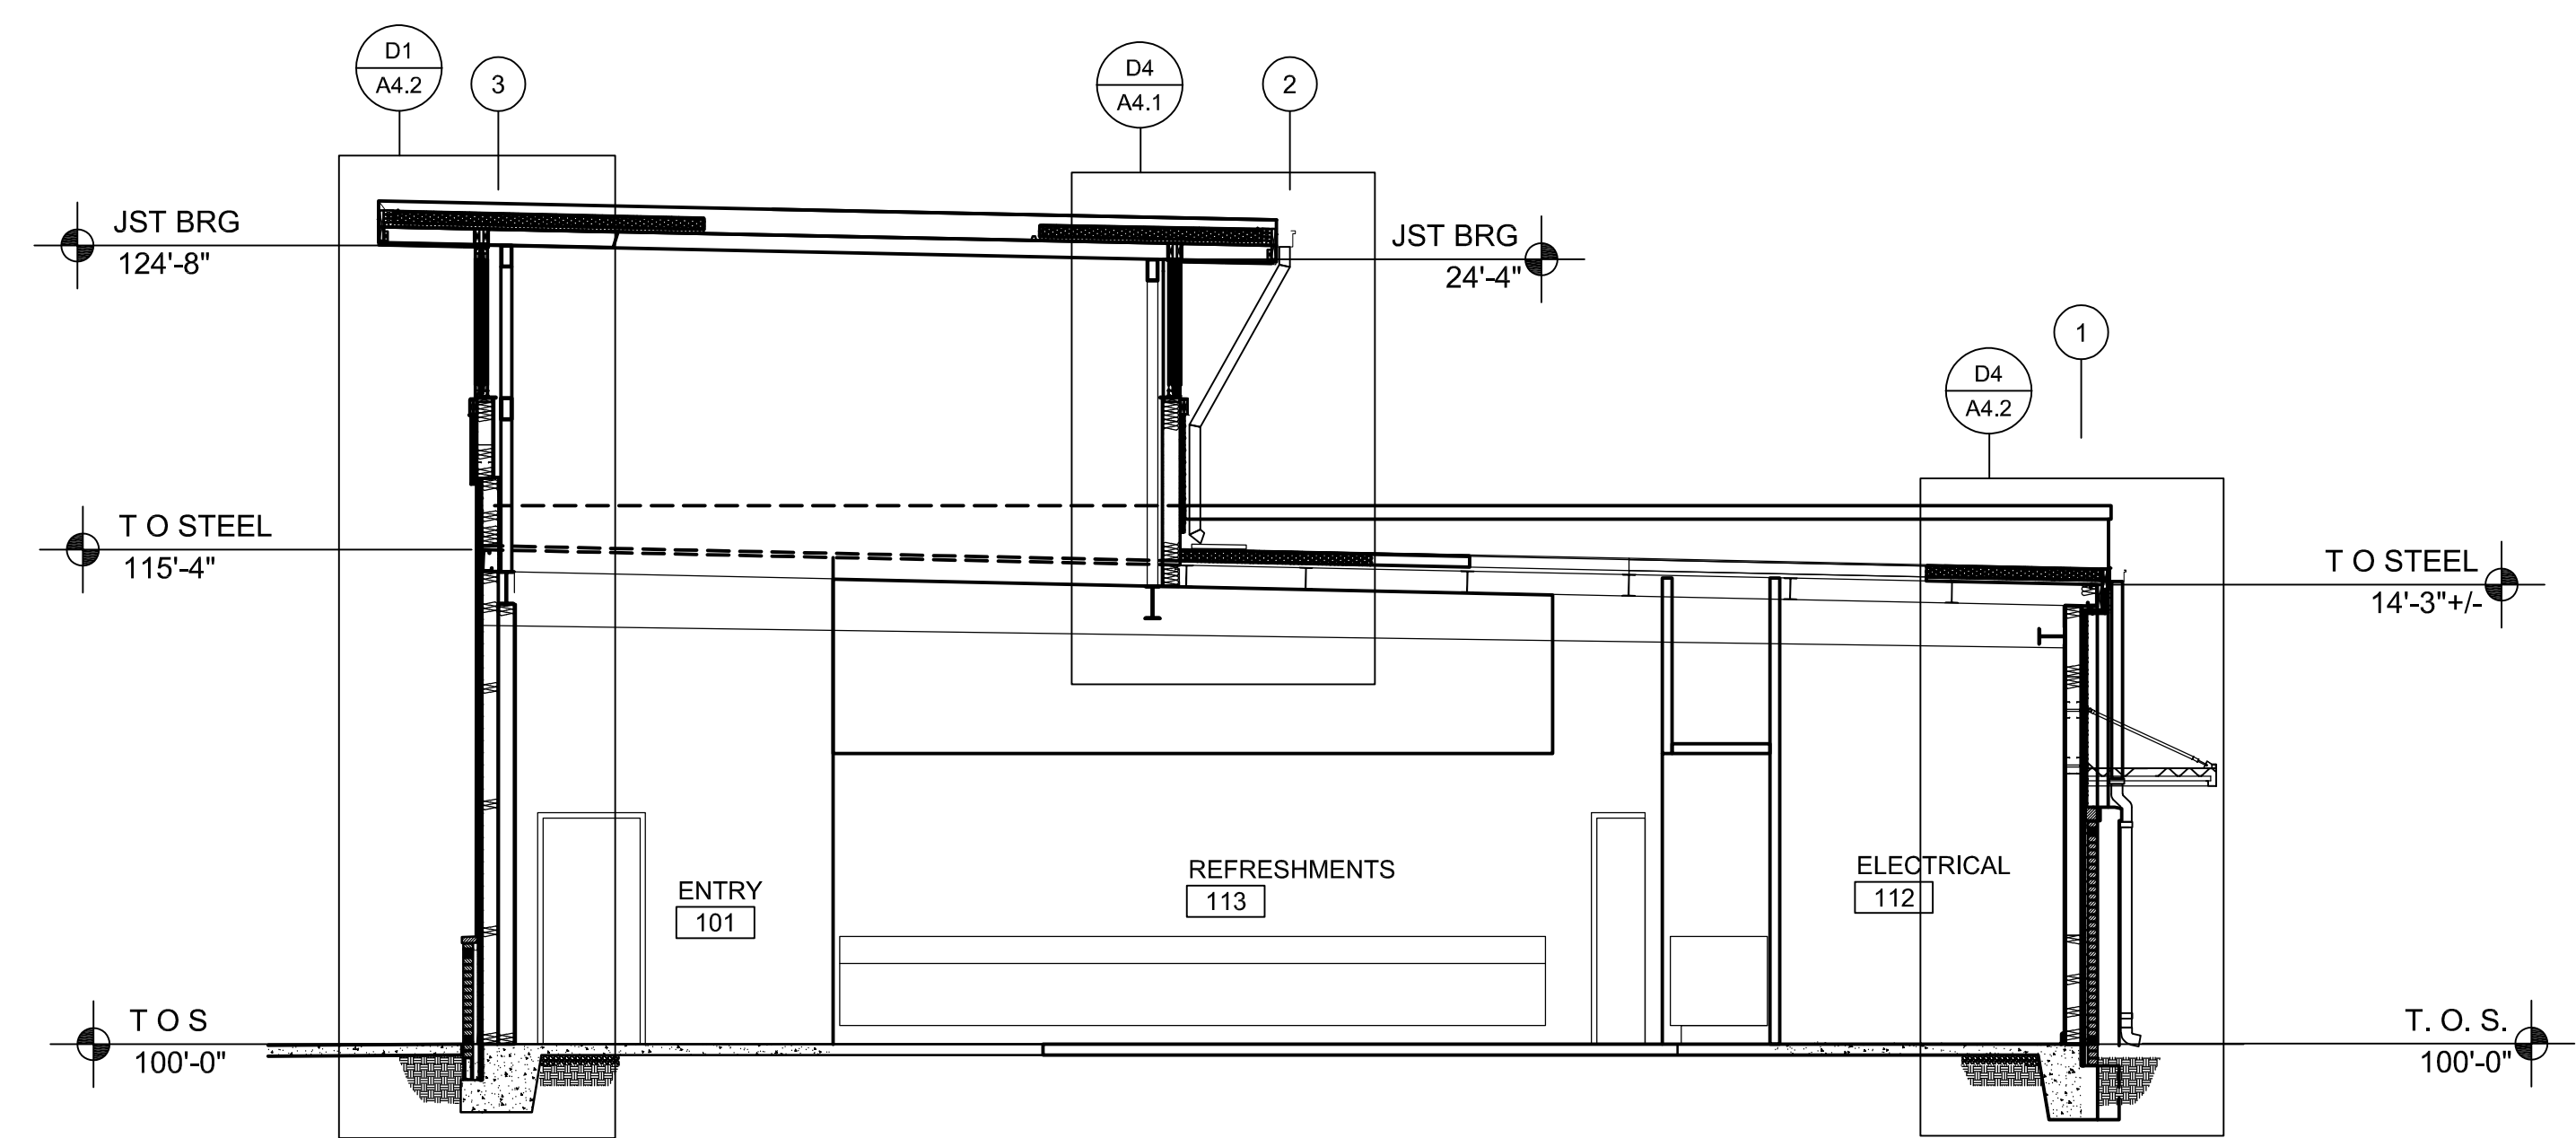 D1
A4.2
3
D4
A4.1
2
JST BRG
124'-8"
JST BRG
24'-4"
1
D4
A4.2
T O STEEL
115'-4"
T O STEEL
14'-3"+/-
ENTRY
101
REFRESHMENTS
113
ELECTRICAL
112
T O S
100'-0"
T. O. S.
100'-0"